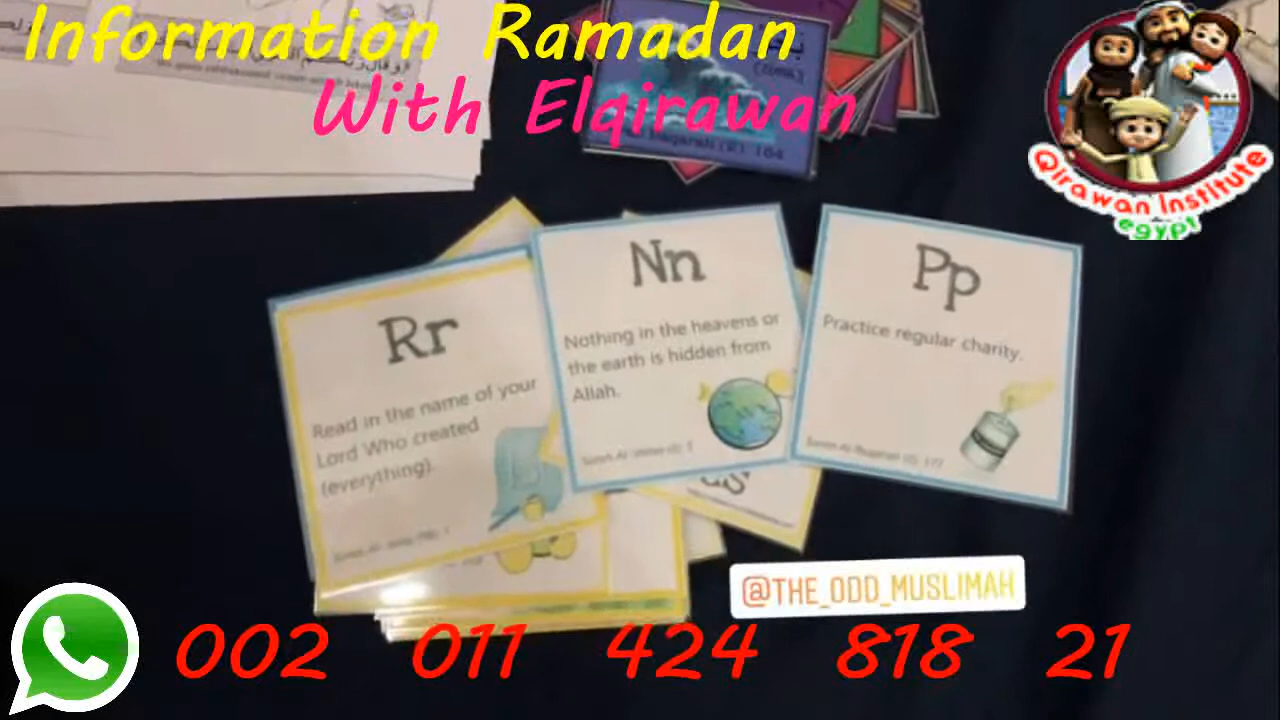 Information Ramadan
With Elqirawan
Qirawan Institute
egypt
Rr
Read in the name of your
Lord Who created
(everything).
Nn
Nothing in the heavens or
the earth is hidden from
Allah.
Pp
Practice regular charity.
@THE_ODD_MUSLIMAH
002 011 424 818 21